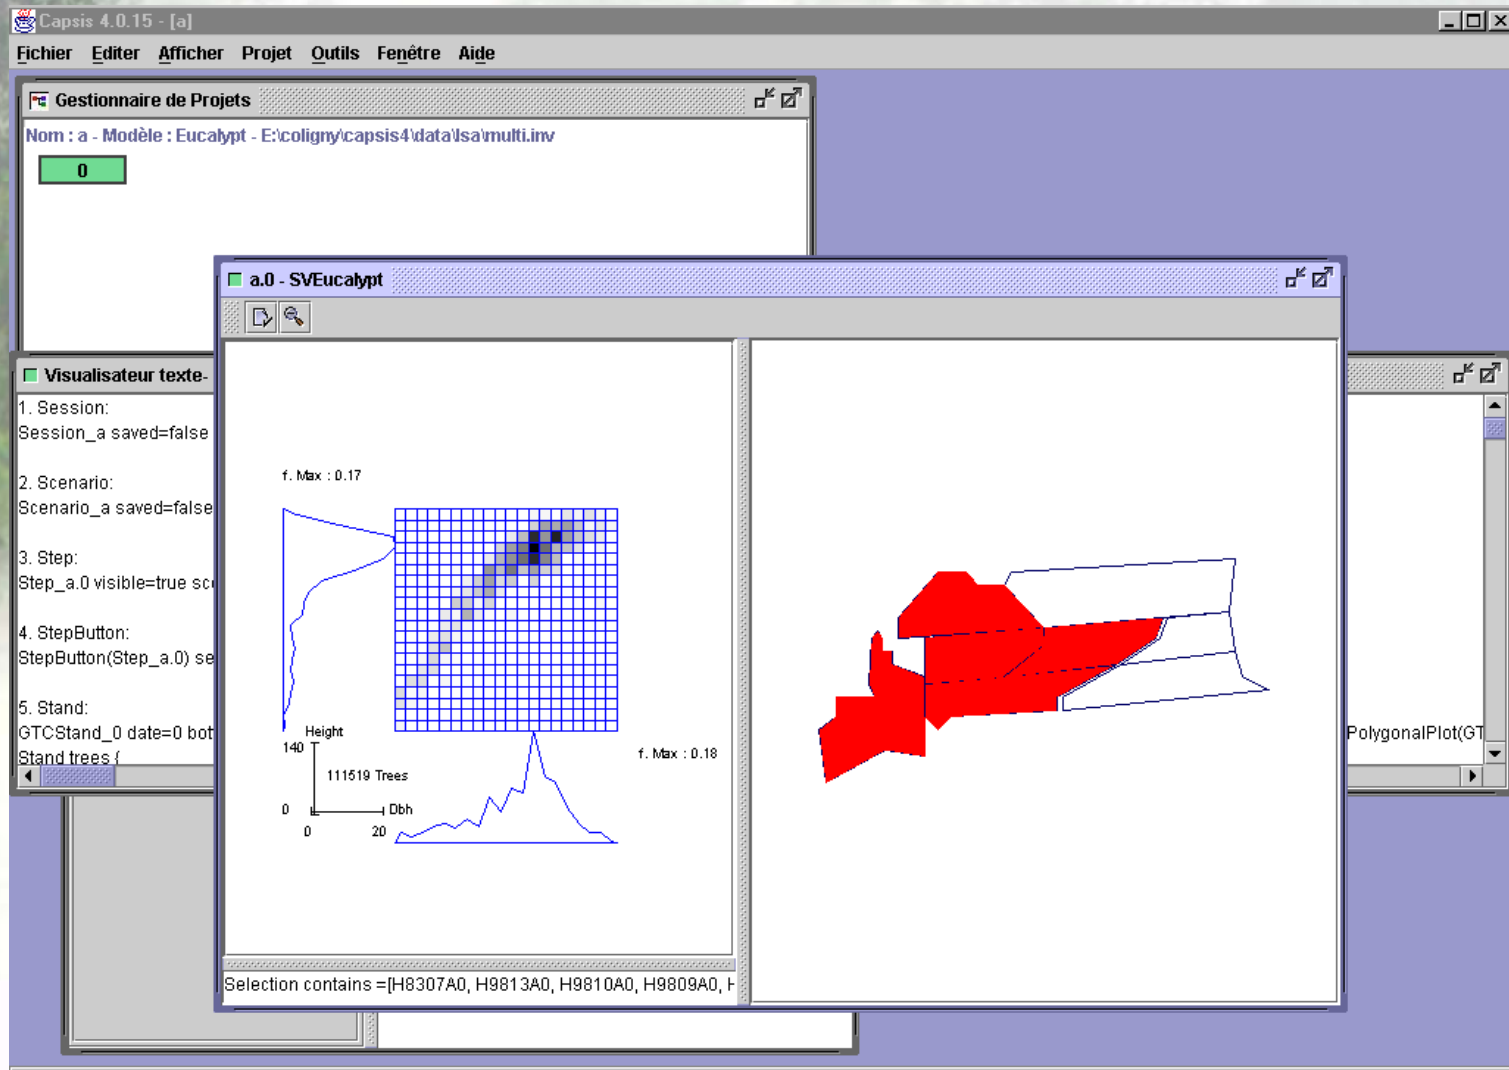 Capsis 4.0.15 - [a]
Fichier Editer Afficher Projet Outils Fenêtre Aide
Gestionnaire de Projets
Nom : a - Modèle : Eucalypt - E:\coligny\capsis4\data\lsa\multi.inv
0
a.0 - SVEucalypt
Visualisateur texte-
1. Session:
Session_a saved=false
2. Scenario:
Scenario_a saved=false
3. Step:
Step_a.0 visible=true
4. StepButton:
StepButton(Step_a.0)
5. Stand:
GTCStand_0 date=0
Stand trees {
PolygonalPlot(GT
f. Max : 0.17
Height
140
111519 Trees
0
Dbh
0 20
f. Max : 0.18
Selection contains =[H8307A0, H9813A0, H9810A0, H9809A0,